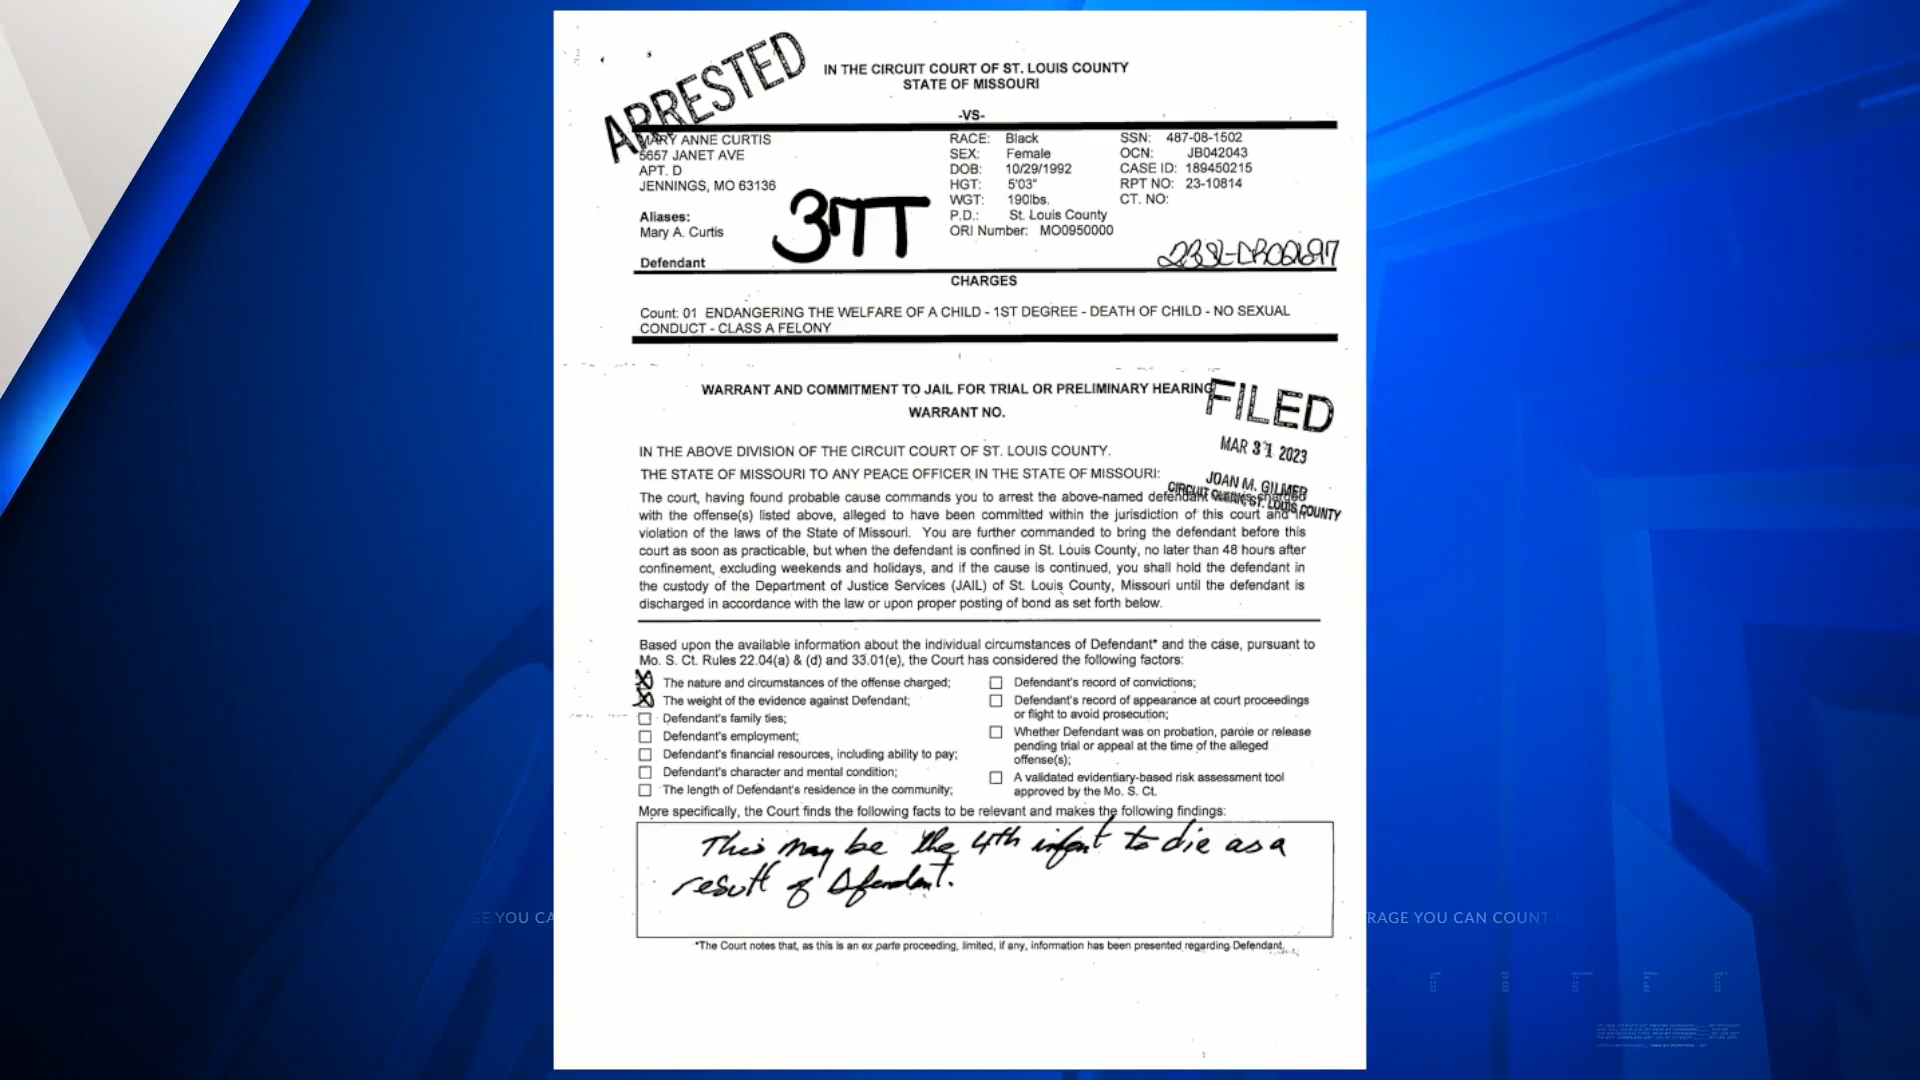 ARRESTED
IN THE CIRCUIT COURT OF ST. LOUIS COUNTY
STATE OF MISSOURI
-VS-
MARY ANNE CURTIS RACE: Black SSN: 487-08-1502
5657 JANET AVE SEX: Female OCN: JB042043
APT. D DOB: 10/29/1992 CASE ID: 189450215
JENNINGS, MO 63136 HGT: 5'03" RPT NO: 23-10814
WGT: 190lbs. CT. NO:
Aliases: P.D.: St. Louis County
Mary A. Curtis ORI Number: MO0950000
Defendant
CHARGES
Count: 01 ENDANGERING THE WELFARE OF A CHILD - 1ST DEGREE - DEATH OF CHILD - NO SEXUAL
CONDUCT - CLASS A FELONY
WARRANT AND COMMITMENT TO JAIL FOR TRIAL OR PRELIMINARY HEARING
WARRANT NO.
FILED
MAR 31 2023
JOAN M. GILMER
CIRCUIT CLERK, ST. LOUIS COUNTY
IN THE ABOVE DIVISION OF THE CIRCUIT COURT OF ST. LOUIS COUNTY.
THE STATE OF MISSOURI TO ANY PEACE OFFICER IN THE STATE OF MISSOURI:
The court, having found probable cause commands you to arrest the above-named defendant charged
with the offense(s) listed above, alleged to have been committed within the jurisdiction of this court and in
violation of the laws of the State of Missouri. You are further commanded to bring the defendant before this
court as soon as practicable, but when the defendant is confined in St. Louis County, no later than 48 hours after
confinement, excluding weekends and holidays, and if the cause is continued, you shall hold the defendant in
the custody of the Department of Justice Services (JAIL) of St. Louis County, Missouri until the defendant is
discharged in accordance with the law or upon proper posting of bond as set forth below.
Based upon the available information about the individual circumstances of Defendant* and the case, pursuant to
Mo. S. Ct. Rules 22.04(a) & (d) and 33.01(e), the Court has considered the following factors:
The nature and circumstances of the offense charged;
The weight of the evidence against Defendant;
Defendant's family ties;
Defendant's employment;
Defendant's financial resources, including ability to pay;
Defendant's character and mental condition;
The length of Defendant's residence in the community;
Defendant's record of convictions;
Defendant's record of appearance at court proceedings
or flight to avoid prosecution;
Whether Defendant was on probation, parole or release
pending trial or appeal at the time of the alleged
offense(s);
A validated evidentiary-based risk assessment tool
approved by the Mo. S. Ct.
More specifically, the Court finds the following facts to be relevant and makes the following findings:
This may be the 4th infant to die as a
result of Defendant.
*The Court notes that, as this is an ex parte proceeding, limited, if any, information has been presented regarding Defendant.
GE YOU CA
RAGE YOU CAN COUNT